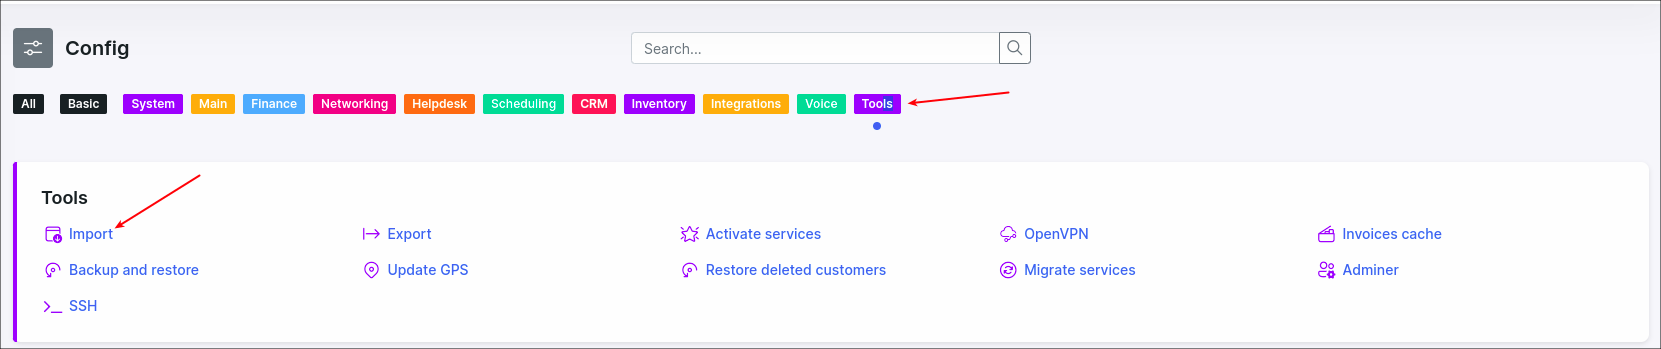 Config
Search...
All Basic System Main Finance Networking Helpdesk Scheduling CRM Inventory Integrations Voice Tools
Tools
Import Export Activate services OpenVPN Invoices cache
Backup and restore Update GPS Restore deleted customers Migrate services Adminer
SSH